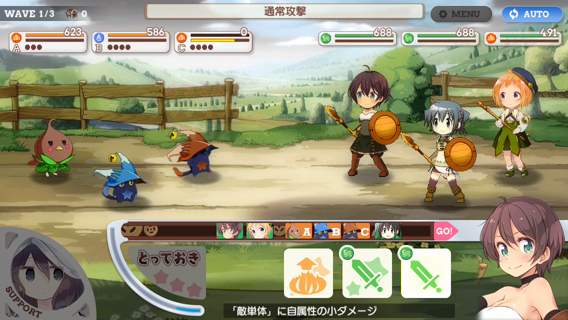 WAVE 1/3 0
通常攻撃
MENU
AUTO
623 586 0 688 688 491
A B C
A B C GO!
とっておき
SUPPORT
「敵単体」に自属性の小ダメージ